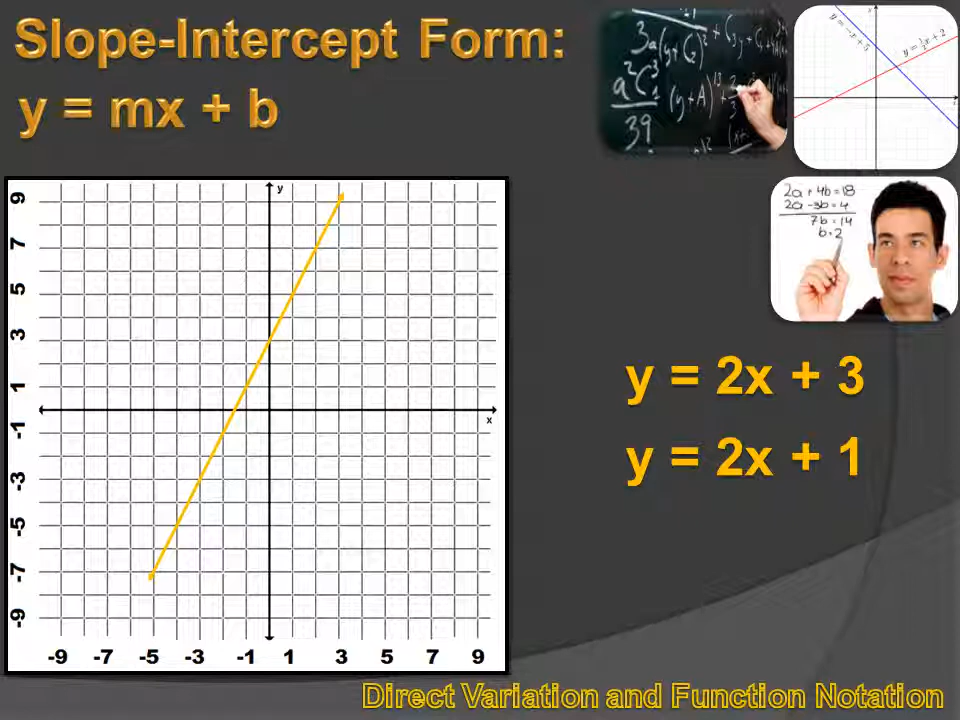 Slope-Intercept Form:
y = mx + b
y = -x + 5
2a + 4b = 18
2a - 3b = 4
7b = 14
b = 2
y
9
7
5
3
1
-1
-3
-5
-7
-9
x
-9 -7 -5 -3 -1 1 3 5 7 9
y = 2x + 3
y = 2x + 1
Direct Variation and Function Notation